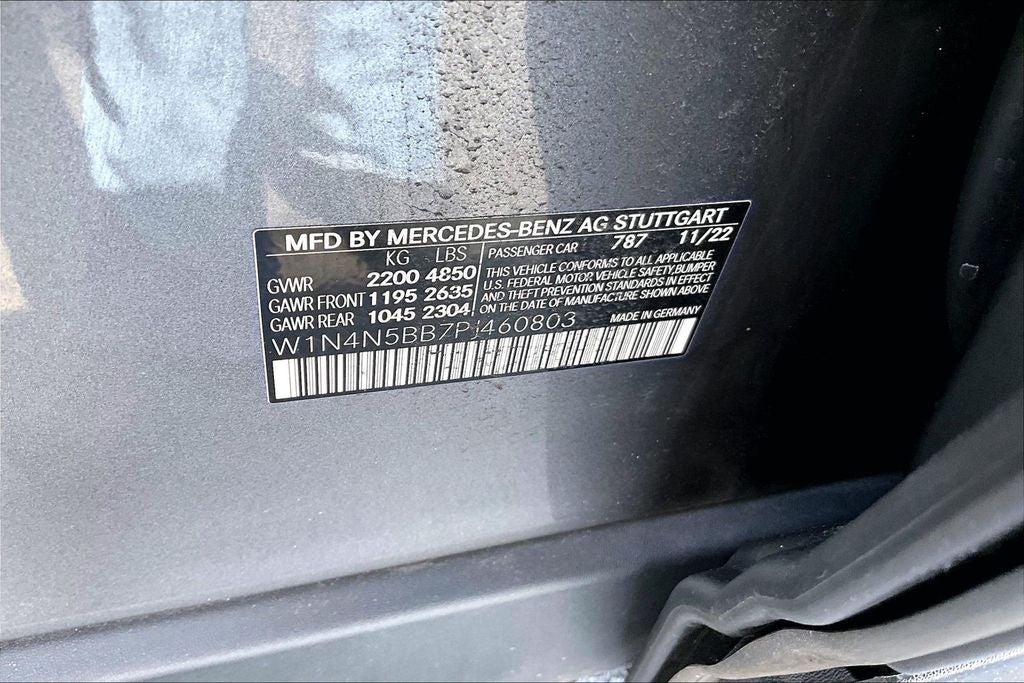 MFD BY MERCEDES-BENZ AG STUTTGART
KG LBS
GVWR 2200 4850
GAWR FRONT 1195 2635
GAWR REAR 1045 2304
PASSENGER CAR 787 11/22
THIS VEHICLE CONFORMS TO ALL APPLICABLE
U.S. FEDERAL MOTOR VEHICLE SAFETY,BUMPER
AND THEFT PREVENTION STANDARDS IN EFFECT
ON THE DATE OF MANUFACTURE SHOWN ABOVE
MADE IN GERMANY
W1N4N5BB7PJ460803